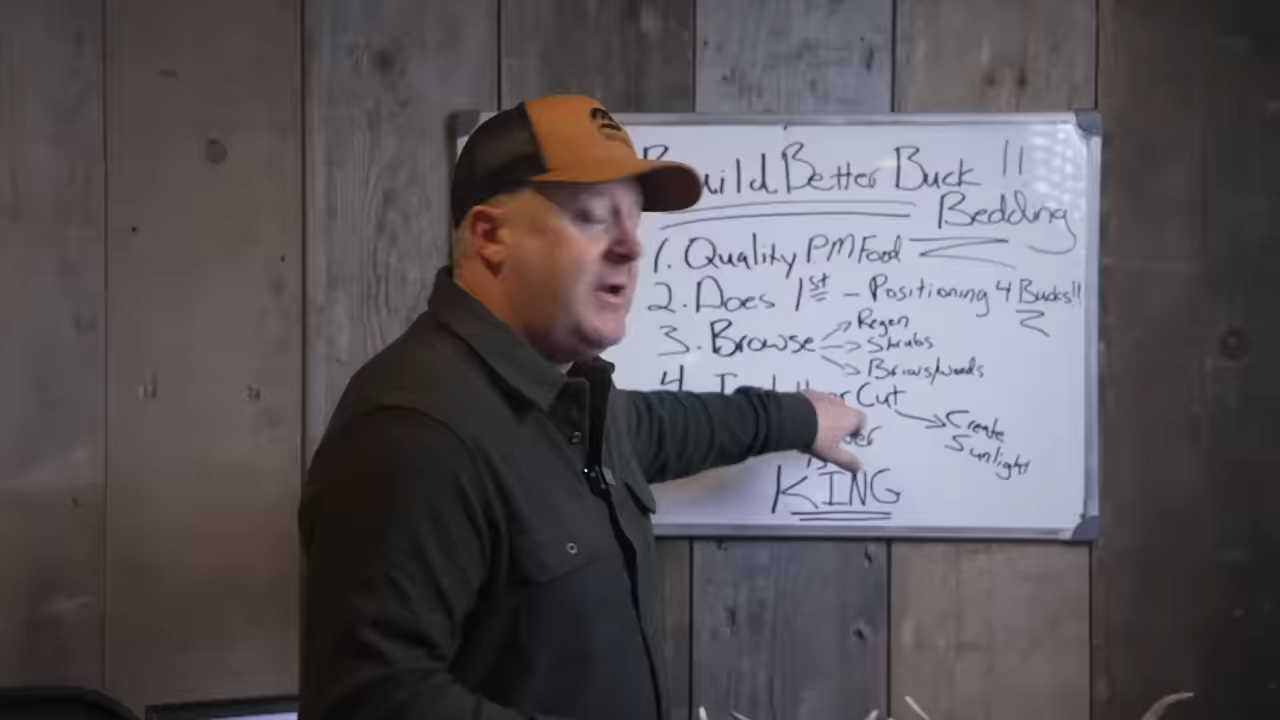 Build Better Buck !!
Bedding
1. Quality PM Food
2. Does 1st - Positioning 4 Bucks!!
3. Browse → Regen
→ Shrubs
→ Briars/weeds
4. Cut → Create
Sunlight
KING